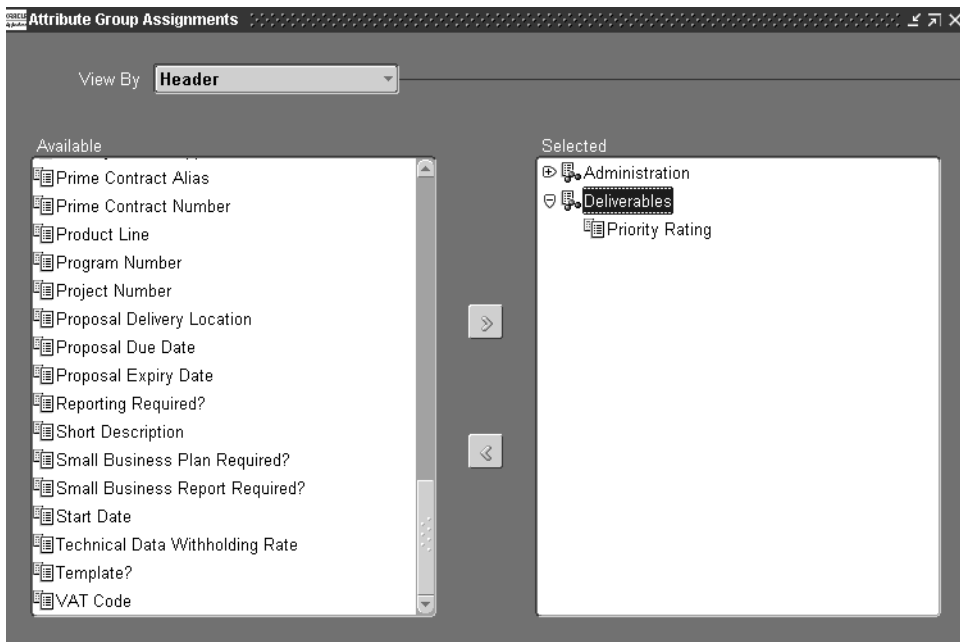 ORACLE
Attribute Group Assignments
View By Header
Available
Prime Contract Alias
Prime Contract Number
Product Line
Program Number
Project Number
Proposal Delivery Location
Proposal Due Date
Proposal Expiry Date
Reporting Required?
Short Description
Small Business Plan Required?
Small Business Report Required?
Start Date
Technical Data Withholding Rate
Template?
VAT Code
Selected
Administration
Deliverables
Priority Rating